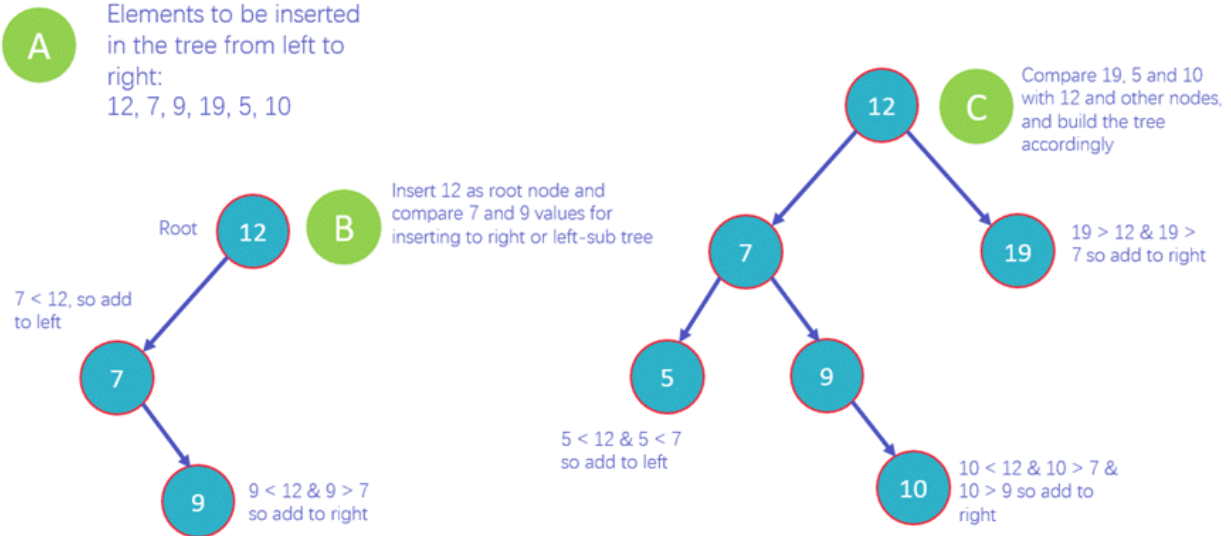 A
Elements to be inserted
in the tree from left to
right:
12, 7, 9, 19, 5, 10
Root
12
B
Insert 12 as root node and
compare 7 and 9 values for
inserting to right or left-sub tree
7 < 12, so add
to left
7
9
9 < 12 & 9 > 7
so add to right
12
C
Compare 19, 5 and 10
with 12 and other nodes,
and build the tree
accordingly
7
19
19 > 12 & 19 >
7 so add to right
5
9
5 < 12 & 5 < 7
so add to left
10
10 < 12 & 10 > 7 &
10 > 9 so add to
right